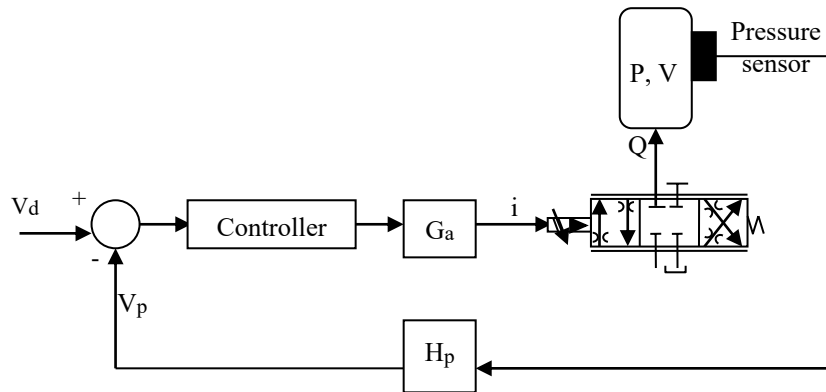 Pressure
sensor
P, V
Q
Vd
+
Controller
Ga
i
-
Vp
Hp